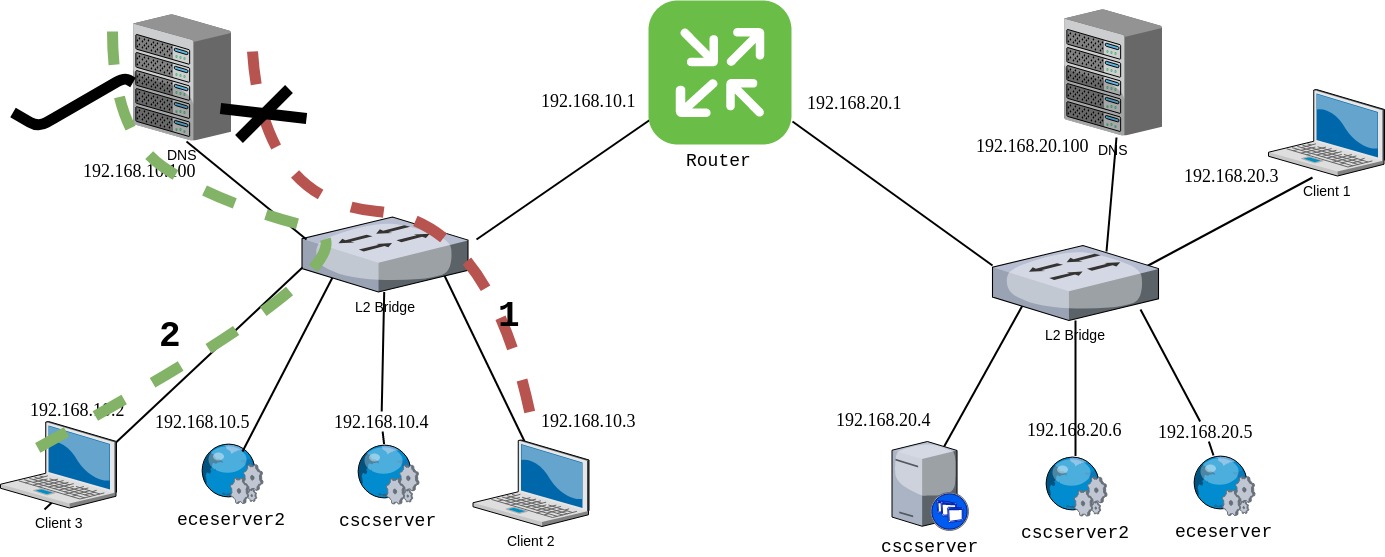 192.168.10.1
192.168.20.1
Router
DNS
192.168.10.100
192.168.20.100
DNS
192.168.20.3
Client 1
L2 Bridge
L2 Bridge
1
2
192.168.10.2
192.168.10.5
192.168.10.4
192.168.10.3
192.168.20.4
192.168.20.6
192.168.20.5
Client 3
eceserver2
cscserver
Client 2
cscserver
cscserver2
eceserver